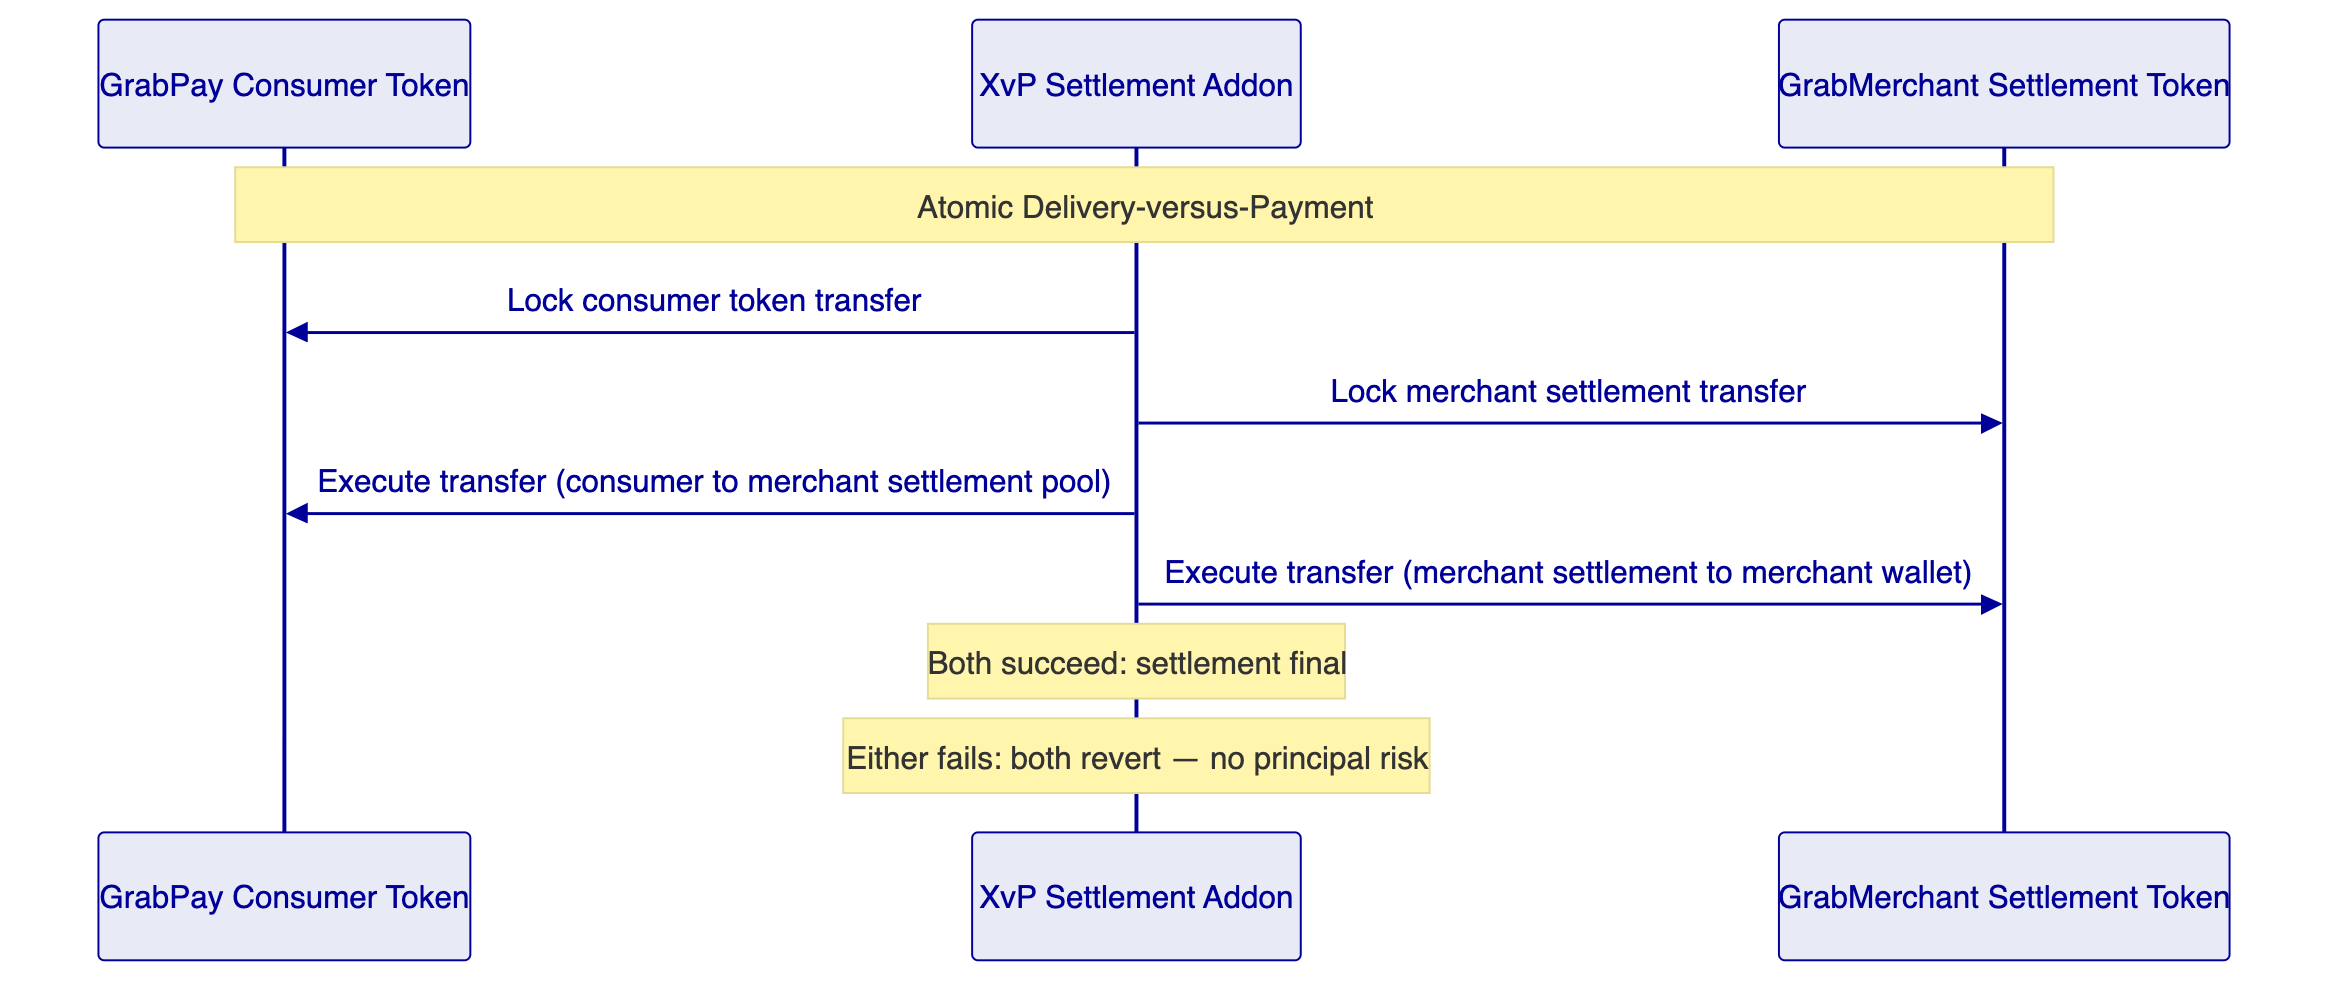 GrabPay Consumer Token
XvP Settlement Addon
GrabMerchant Settlement Token
Atomic Delivery-versus-Payment
Lock consumer token transfer
Lock merchant settlement transfer
Execute transfer (consumer to merchant settlement pool)
Execute transfer (merchant settlement to merchant wallet)
Both succeed: settlement final
Either fails: both revert — no principal risk
GrabPay Consumer Token
XvP Settlement Addon
GrabMerchant Settlement Token